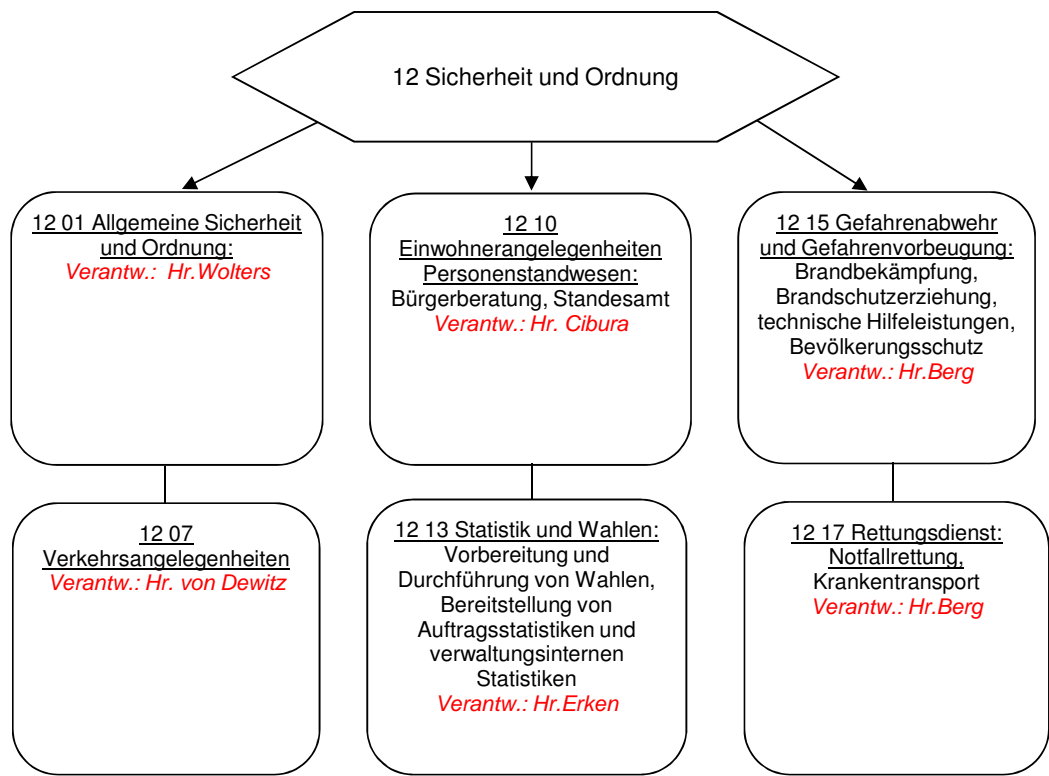 12 Sicherheit und Ordnung
12 01 Allgemeine Sicherheit
und Ordnung:
Verantw.: Hr.Wolters
12 10
Einwohnerangelegenheiten
Personenstandwesen:
Bürgerberatung, Standesamt
Verantw.: Hr. Cibura
12 15 Gefahrenabwehr
und Gefahrenvorbeugung:
Brandbekämpfung,
Brandschutzerziehung,
technische Hilfeleistungen,
Bevölkerungsschutz
Verantw.: Hr.Berg
12 07
Verkehrsangelegenheiten
Verantw.: Hr. von Dewitz
12 13 Statistik und Wahlen:
Vorbereitung und
Durchführung von Wahlen,
Bereitstellung von
Auftragsstatistiken und
verwaltungsinternen
Statistiken
Verantw.: Hr.Erken
12 17 Rettungsdienst:
Notfallrettung,
Krankentransport
Verantw.: Hr.Berg